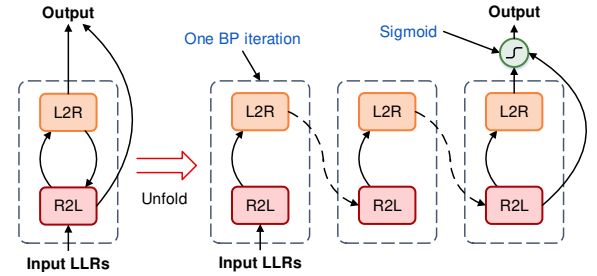 Output
Output
One BP iteration
Sigmoid
L2R
L2R
L2R
L2R
Unfold
R2L
R2L
R2L
R2L
Input LLRs
Input LLRs